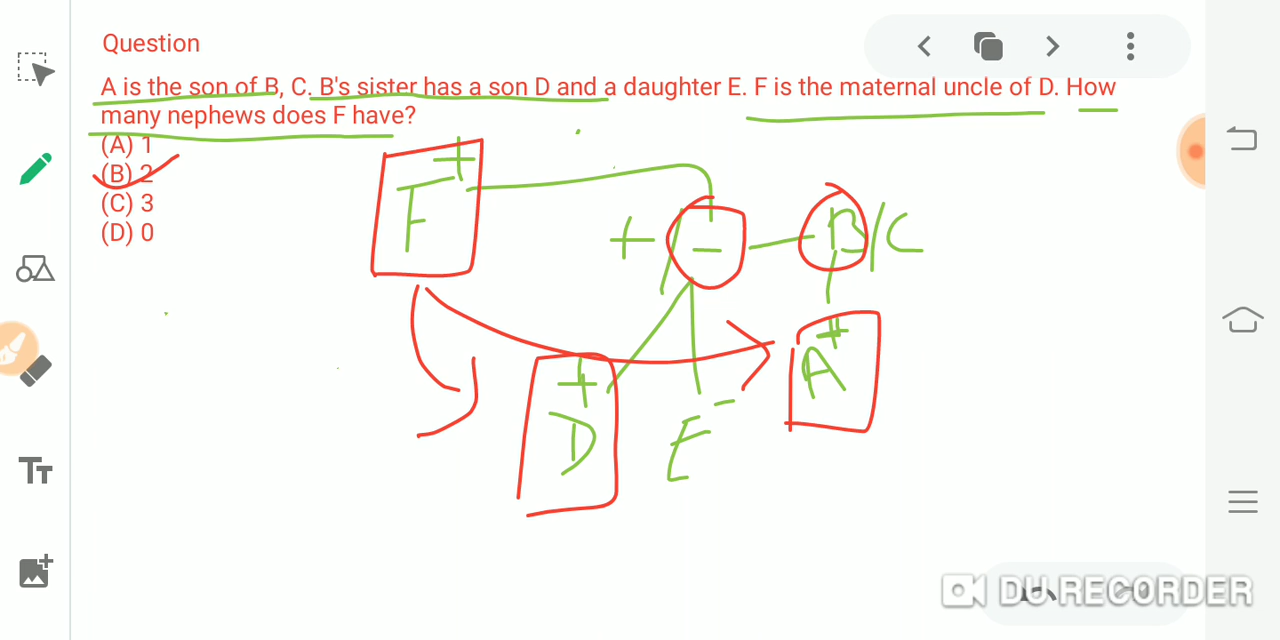 Question
A is the son of B, C. B's sister has a son D and a daughter E. F is the maternal uncle of D. How
many nephews does F have?
(A) 1
(B) 2
(C) 3
(D) 0
+
F
+ - B/C
+
A
+
D
-
E
Tт
DU RECORDER